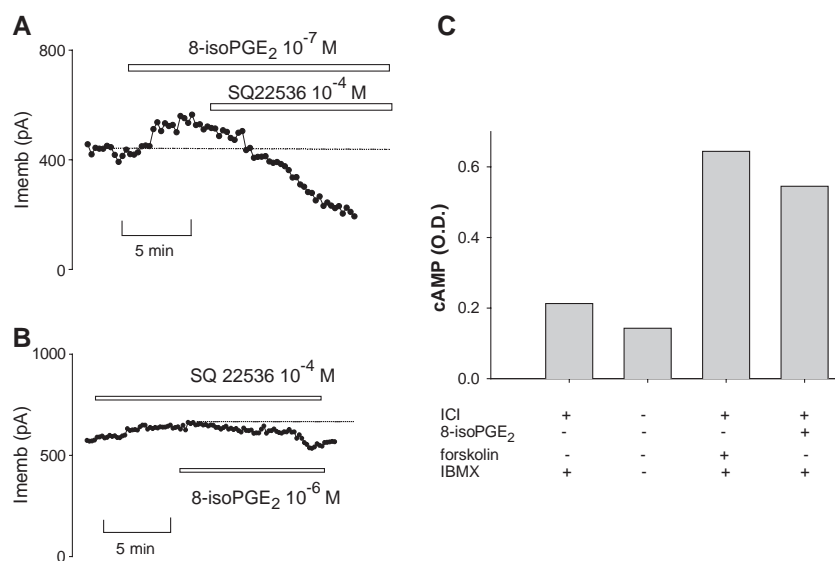 A
800
8-isoPGE2 10-7 M
SQ22536 10-4 M
Imemb (pA)
400
5 min
0
B
1000
SQ 22536 10-4 M
Imemb (pA)
500
8-isoPGE2 10-6 M
5 min
0
C
cAMP (O.D.)
0.6
0.4
0.2
0.0
ICI + - + +
8-isoPGE2 - - - +
forskolin - - + -
IBMX + - + +